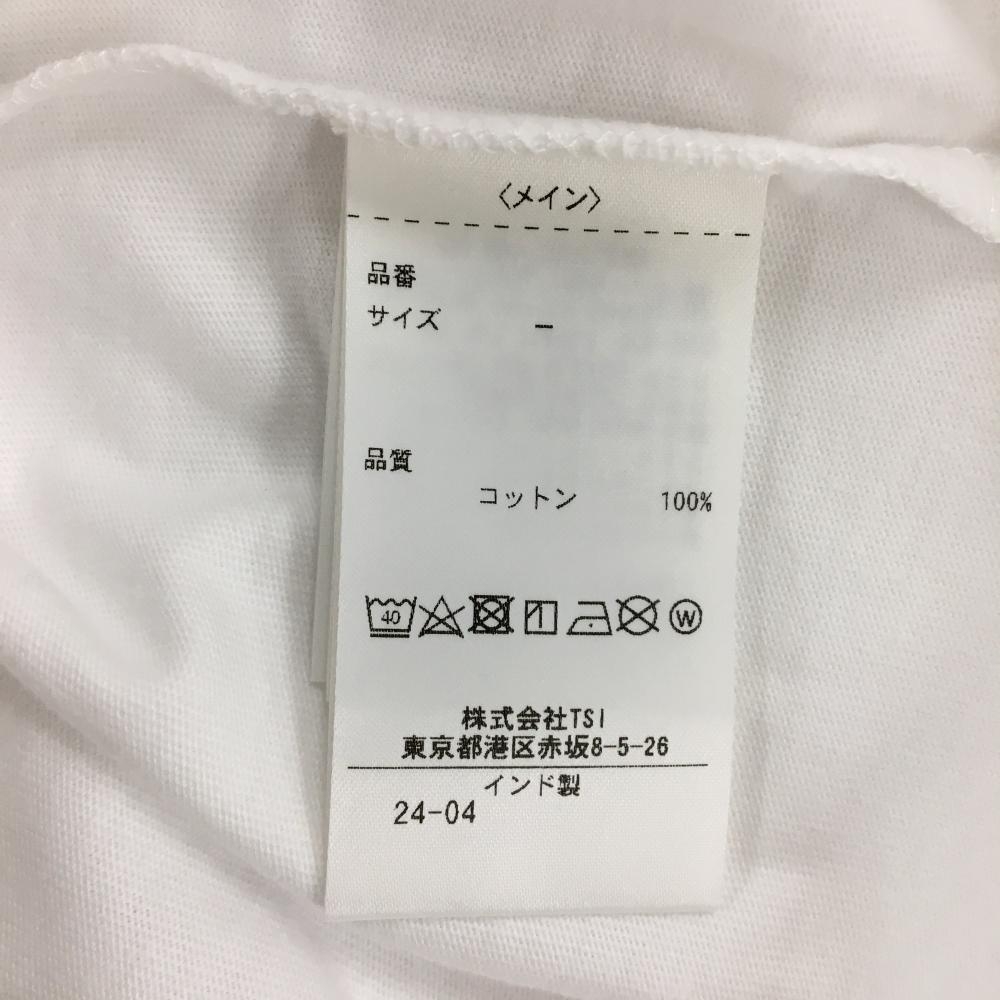 〈メイン〉
品番
サイズ –
品質
コットン 100%
40 W
株式会社TSI
東京都港区赤坂8-5-26
インド製
24-04